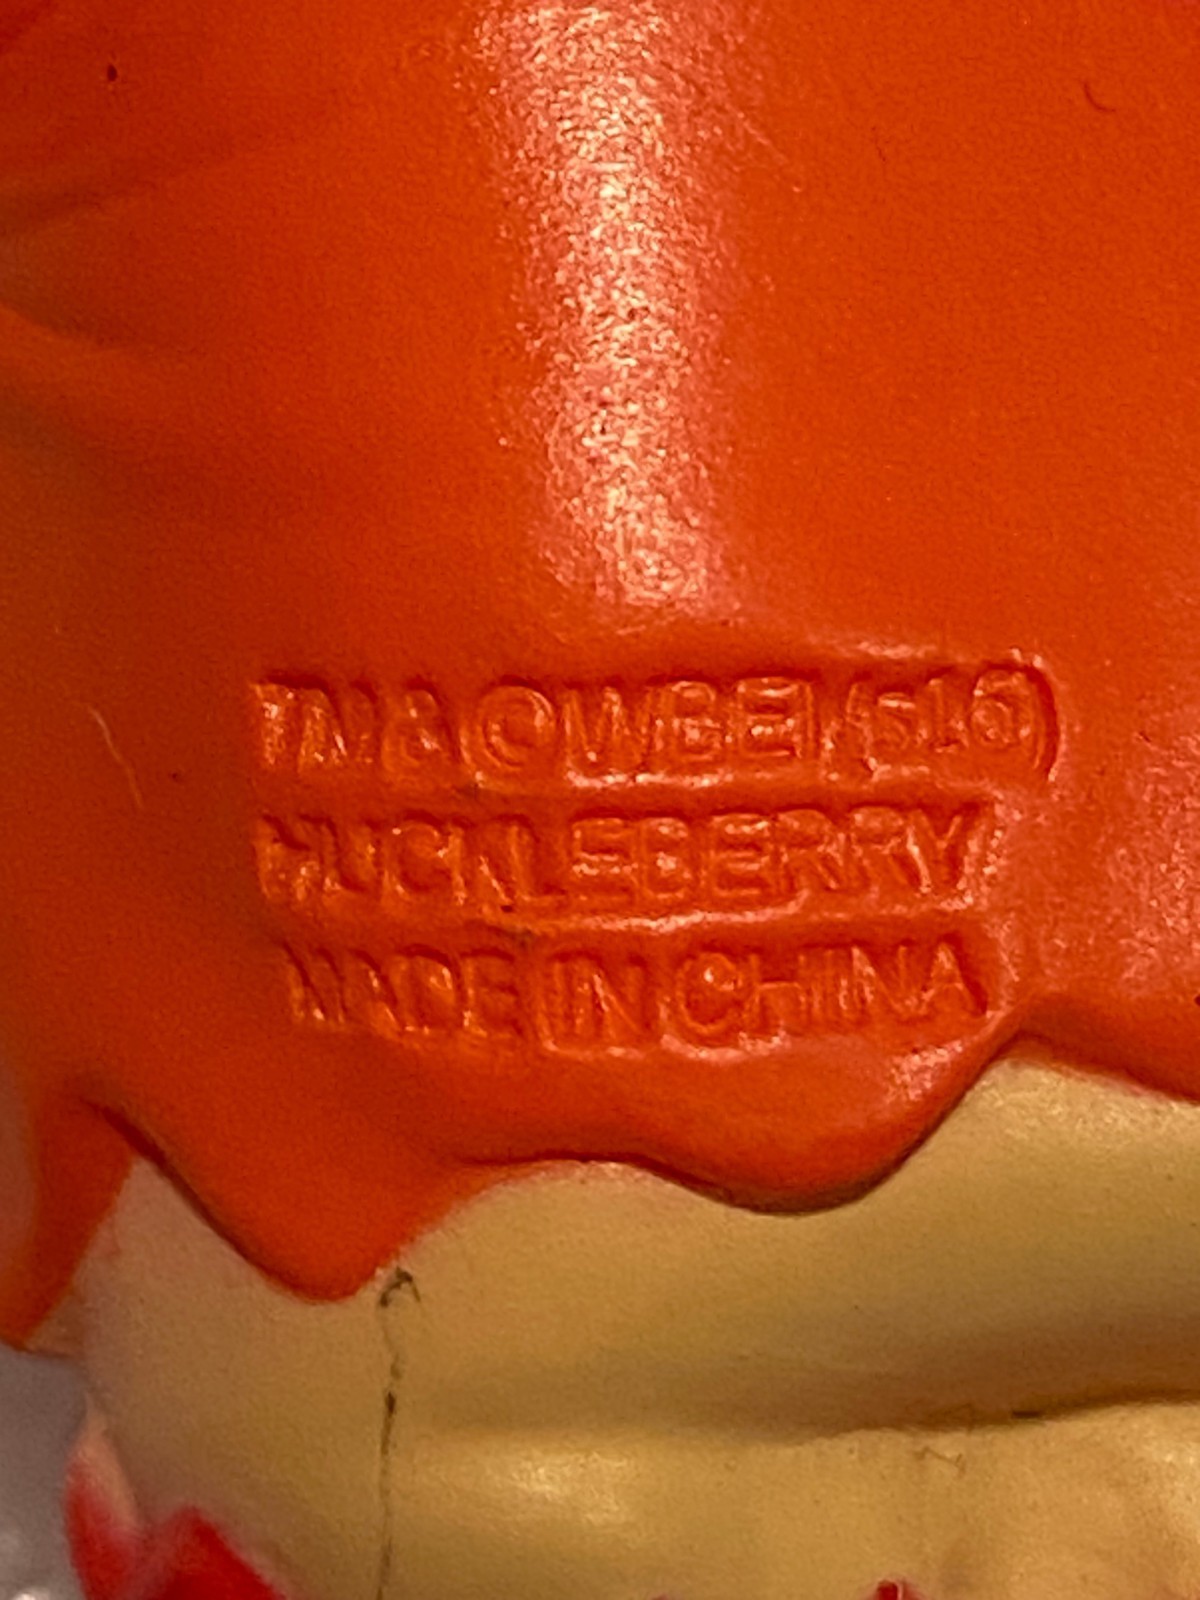 TM & © WBEI (s16)
HUCKLEBERRY
MADE IN CHINA